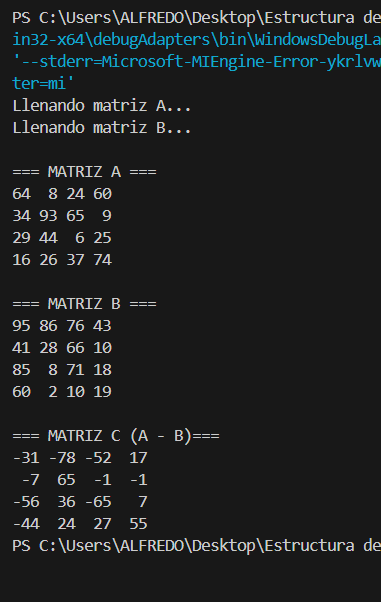 PS C:\Users\ALFREDO\Desktop\Estructura de
in32-x64\debugAdapters\bin\WindowsDebugLa
'--stderr=Microsoft-MIEngine-Error-ykrlvw
ter=mi'
Llenando matriz A...
Llenando matriz B...

=== MATRIZ A ===
64  8 24 60
34 93 65  9
29 44  6 25
16 26 37 74

=== MATRIZ B ===
95 86 76 43
41 28 66 10
85  8 71 18
60  2 10 19

=== MATRIZ C (A - B)===
-31 -78 -52  17
 -7  65  -1  -1
-56  36 -65   7
-44  24  27  55
PS C:\Users\ALFREDO\Desktop\Estructura de